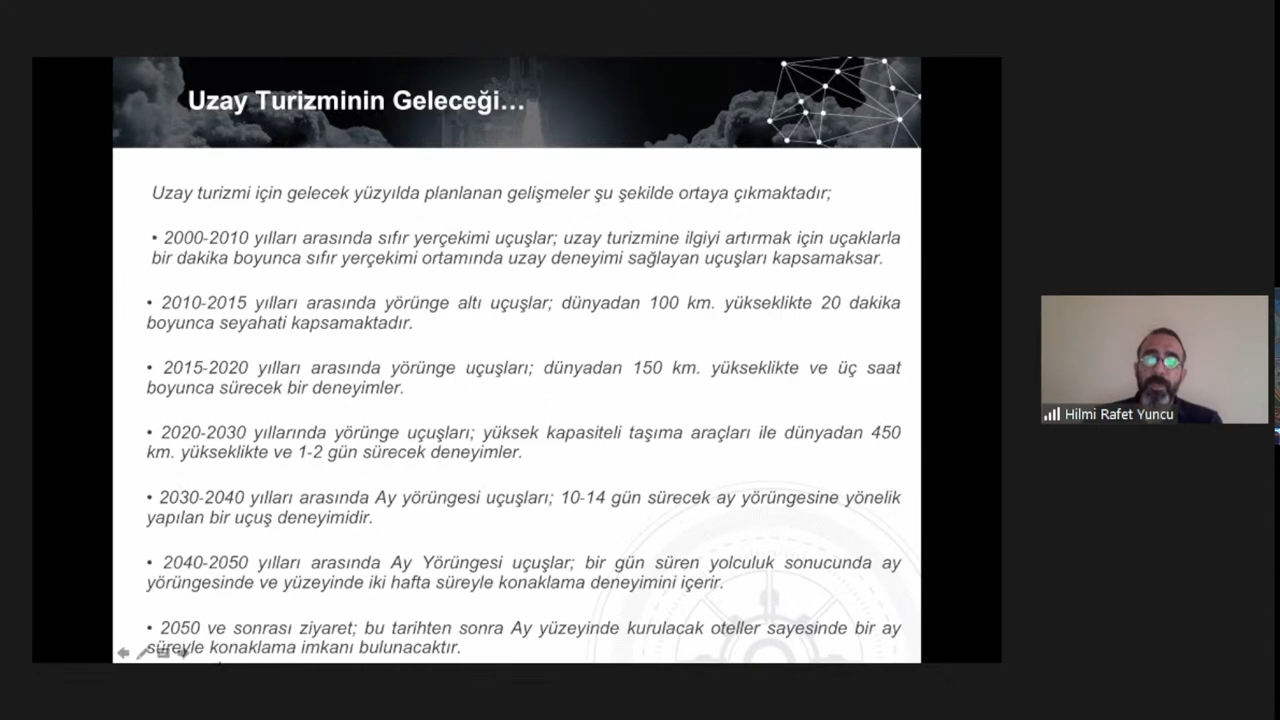 Uzay Turizminin Geleceği...
Uzay turizmi için gelecek yüzyılda planlanan gelişmeler şu şekilde ortaya çıkmaktadır;
• 2000-2010 yılları arasında sıfır yerçekimi uçuşlar; uzay turizmine ilgiyi artırmak için uçaklarla
bir dakika boyunca sıfır yerçekimi ortamında uzay deneyimi sağlayan uçuşları kapsamaksar.
• 2010-2015 yılları arasında yörünge altı uçuşlar; dünyadan 100 km. yükseklikte 20 dakika
boyunca seyahati kapsamaktadır.
• 2015-2020 yılları arasında yörünge uçuşları; dünyadan 150 km. yükseklikte ve üç saat
boyunca sürecek bir deneyimler.
• 2020-2030 yıllarında yörünge uçuşları; yüksek kapasiteli taşıma araçları ile dünyadan 450
km. yükseklikte ve 1-2 gün sürecek deneyimler.
• 2030-2040 yılları arasında Ay yörüngesi uçuşları; 10-14 gün sürecek ay yörüngesine yönelik
yapılan bir uçuş deneyimidir.
• 2040-2050 yılları arasında Ay Yörüngesi uçuşlar; bir gün süren yolculuk sonucunda ay
yörüngesinde ve yüzeyinde iki hafta süreyle konaklama deneyimini içerir.
• 2050 ve sonrası ziyaret; bu tarihten sonra Ay yüzeyinde kurulacak oteller sayesinde bir ay
süreyle konaklama imkanı bulunacaktır.
Hilmi Rafet Yuncu